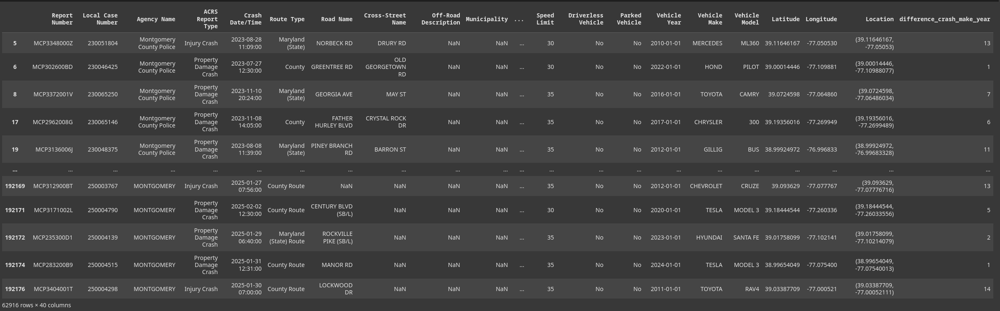 Report Number Local Case Number Agency Name ACRS Report Type Crash Date/Time Route Type Road Name Cross-Street Name Off-Road Description Municipality ... Speed Limit Driverless Vehicle Parked Vehicle Vehicle Year Vehicle Make Vehicle Model Latitude Longitude Location difference_crash_make_year
5 MCP3348000Z 230051804 Montgomery County Police Injury Crash 2023-08-28 11:09:00 Maryland (State) NORBECK RD DRURY RD NaN NaN ... 30 No No 2010-01-01 MERCEDES ML360 39.11646167 -77.050530 (39.11646167, -77.05053) 13
6 MCP302600BD 230046425 Montgomery County Police Property Damage Crash 2023-07-27 12:30:00 County GREENTREE RD OLD GEORGETOWN RD NaN NaN ... 30 No No 2022-01-01 HOND PILOT 39.00014446 -77.109881 (39.00014446, -77.10988077) 1
8 MCP3372001V 230065250 Montgomery County Police Property Damage Crash 2023-11-10 20:24:00 Maryland (State) GEORGIA AVE MAY ST NaN NaN ... 35 No No 2016-01-01 TOYOTA CAMRY 39.0724598 -77.064860 (39.0724598, -77.06486034) 7
17 MCP2962008G 230065146 Montgomery County Police Property Damage Crash 2023-11-08 14:05:00 County FATHER HURLEY BLVD CRYSTAL ROCK DR NaN NaN ... 35 No No 2017-01-01 CHRYSLER 300 39.19356016 -77.269949 (39.19356016, -77.2699489) 6
19 MCP3136006J 230048375 Montgomery County Police Property Damage Crash 2023-08-08 11:39:00 Maryland (State) PINEY BRANCH RD BARRON ST NaN NaN ... 35 No No 2012-01-01 GILLIG BUS 38.99924972 -76.996833 (38.99924972, -76.99683328) 11
... ... ... ... ... ... ... ... ... ... ... ... ... ... ... ... ... ... ... ... ... ...
192169 MCP312900BT 250003767 MONTGOMERY Injury Crash 2025-01-27 07:56:00 County Route NaN NaN NaN NaN ... 35 No No 2012-01-01 CHEVROLET CRUZE 39.093629 -77.077767 (39.093629, -77.07776716) 13
192171 MCP3171002L 250004790 MONTGOMERY Property Damage Crash 2025-02-02 12:30:00 County Route CENTURY BLVD (SB/L) NaN NaN NaN ... 30 No No 2020-01-01 TESLA MODEL 3 39.18444544 -77.260336 (39.18444544, -77.26033556) 5
192172 MCP235300D1 250004139 MONTGOMERY Property Damage Crash 2025-01-29 06:40:00 Maryland (State) Route ROCKVILLE PIKE (SB/L) NaN NaN NaN ... 35 No No 2023-01-01 HYUNDAI SANTA FE 39.01758099 -77.102141 (39.01758099, -77.10214079) 2
192174 MCP283200B9 250004515 MONTGOMERY Property Damage Crash 2025-01-31 12:31:00 County Route MANOR RD NaN NaN NaN ... 35 No No 2024-01-01 TESLA MODEL 3 38.99654049 -77.075400 (38.99654049, -77.07540013) 1
192176 MCP3404001T 250004298 MONTGOMERY Injury Crash 2025-01-30 07:00:00 County Route LOCKWOOD DR NaN NaN NaN ... 35 No No 2011-01-01 TOYOTA RAV4 39.03387709 -77.000521 (39.03387709, -77.00052111) 14
62916 rows × 40 columns